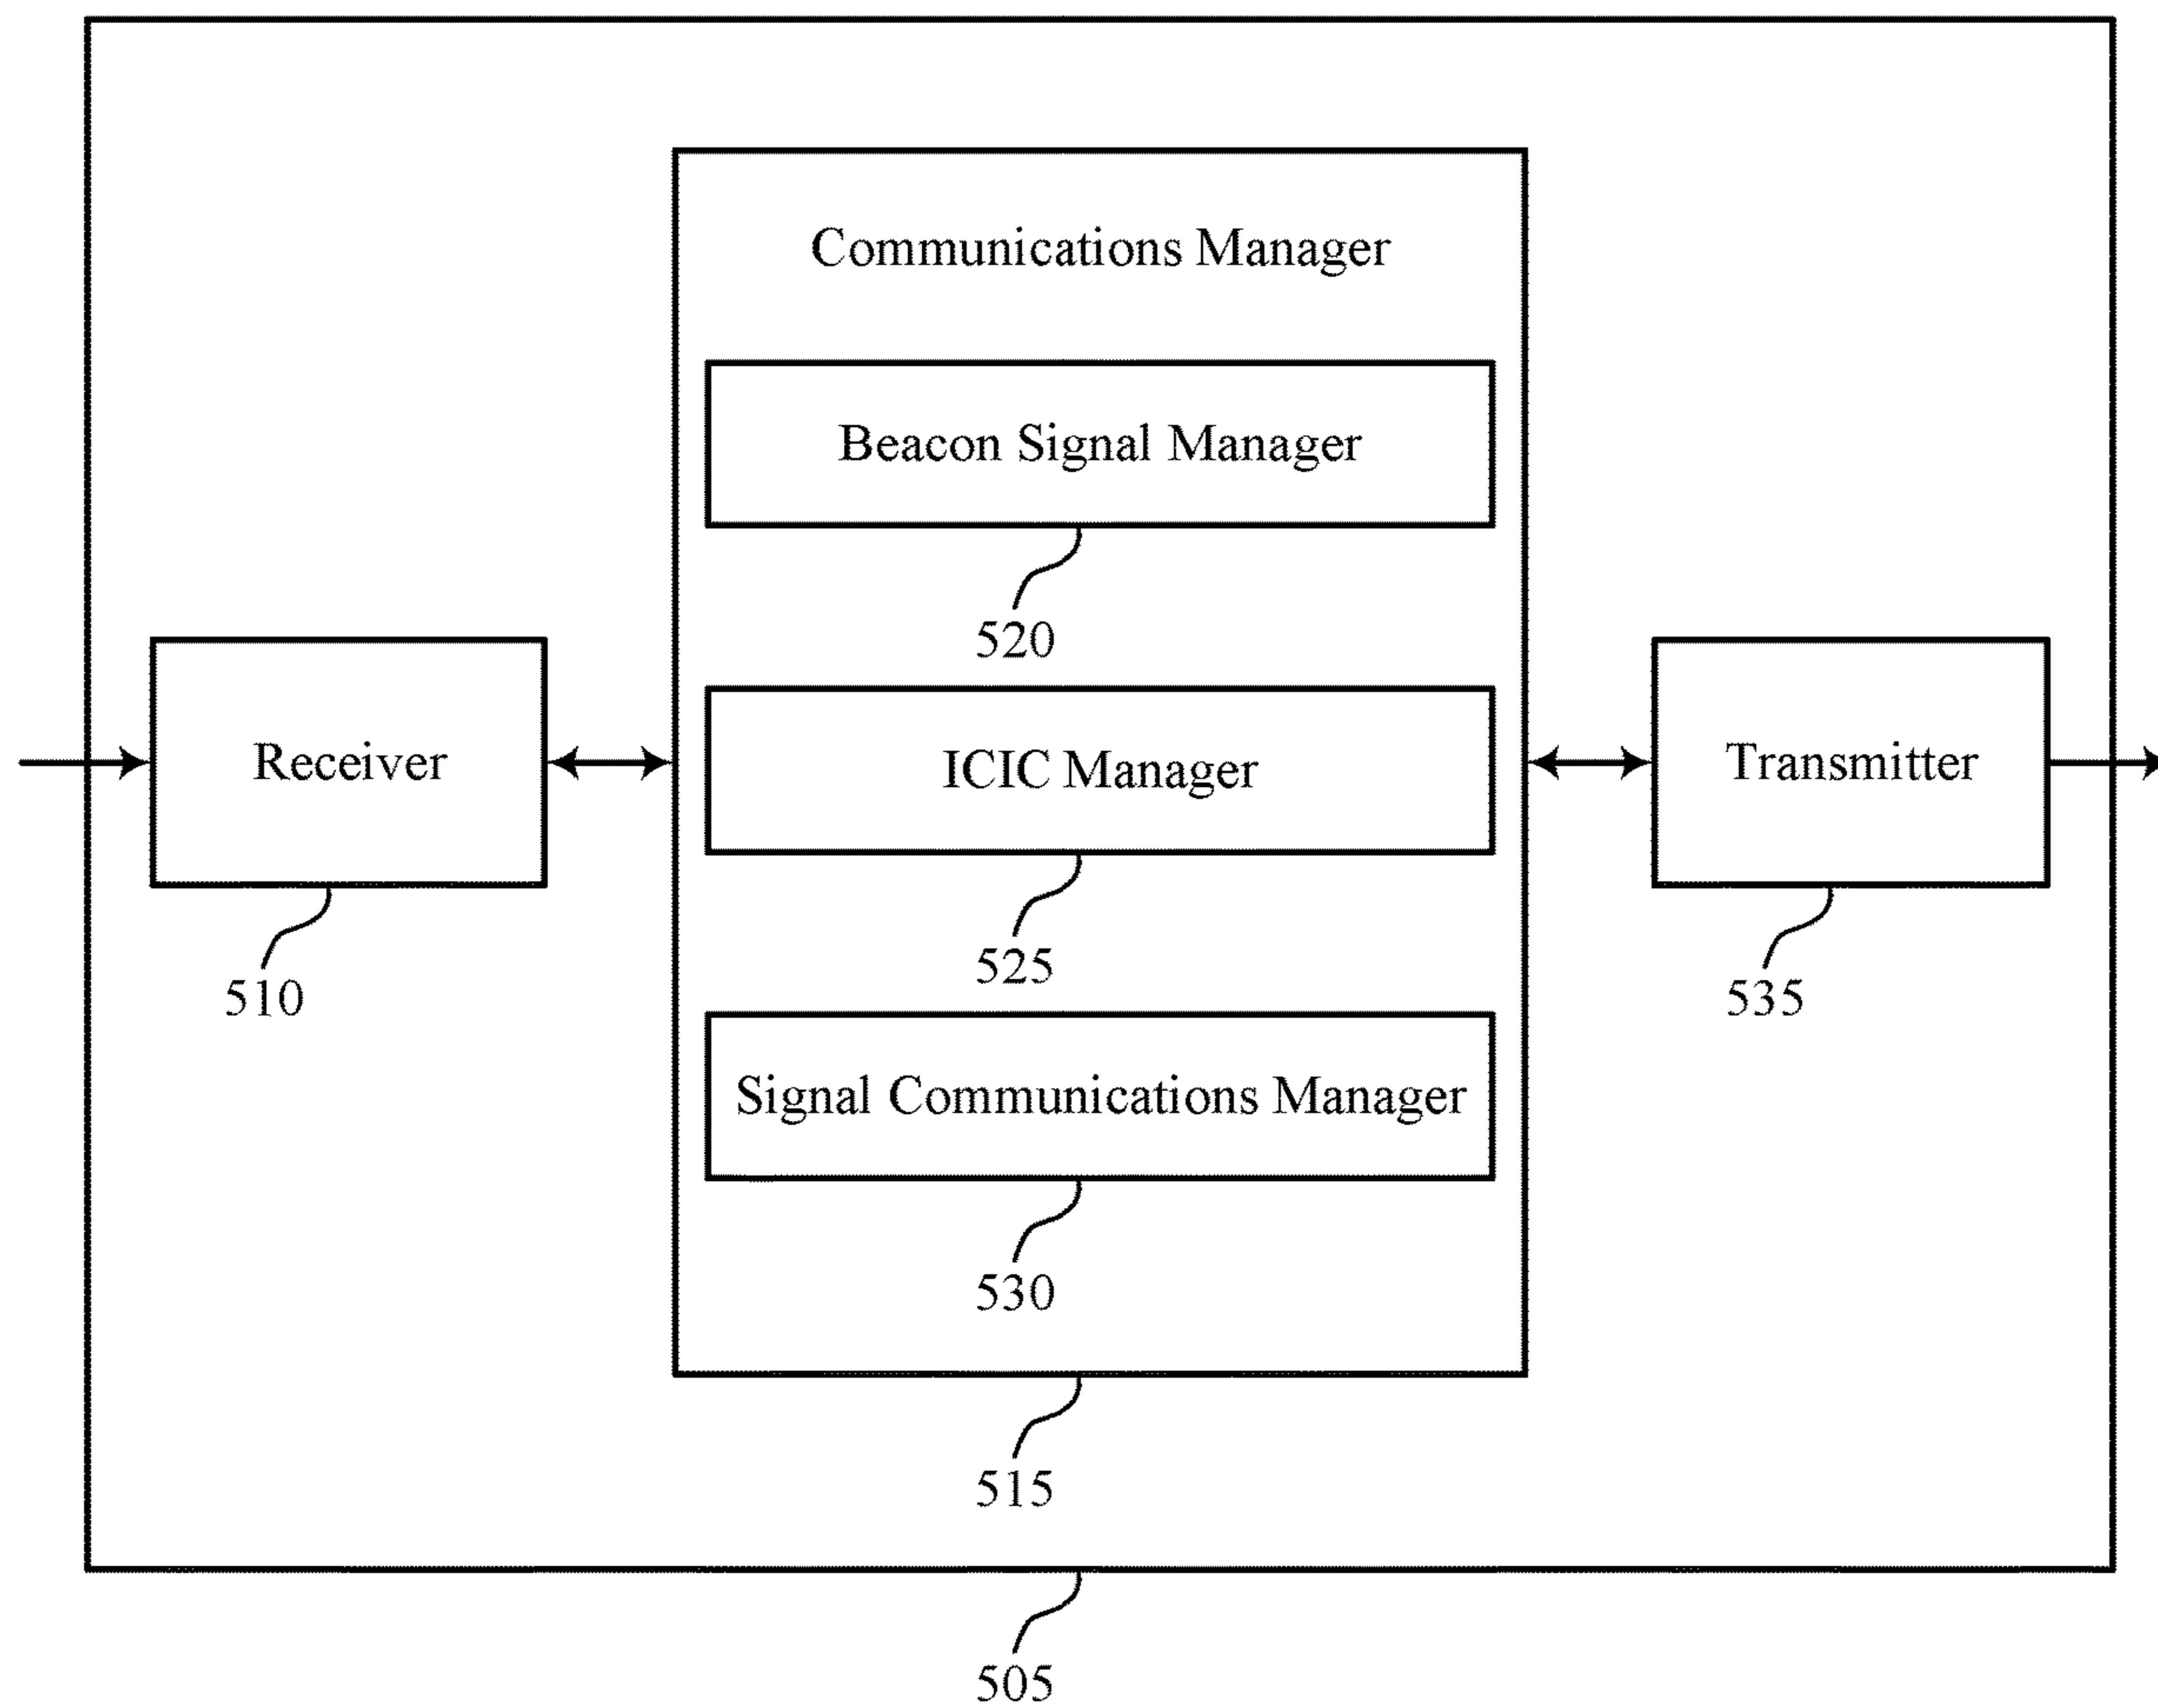 Communications Manager
Beacon Signal Manager
520
Receiver
ICIC Manager
Transmitter
510
525
535
Signal Communications Manager
530
515
505